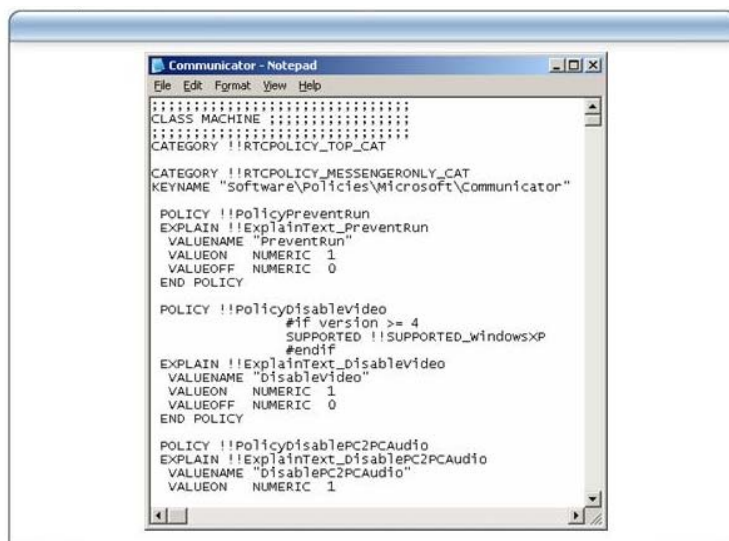 Communicator - Notepad
File Edit Format View Help
;;;;;;;;;;;;;;;;;;;;;;;;;;;;;;;
CLASS MACHINE ;;;;;;;;;;;;;;;;;
;;;;;;;;;;;;;;;;;;;;;;;;;;;;;;;
CATEGORY !!RTCPOLICY_TOP_CAT
CATEGORY !!RTCPOLICY_MESSENGERONLY_CAT
KEYNAME "Software\Policies\Microsoft\Communicator"
POLICY !!PolicyPreventRun
EXPLAIN !!ExplainText_PreventRun
VALUENAME "PreventRun"
VALUEON NUMERIC 1
VALUEOFF NUMERIC 0
END POLICY
POLICY !!PolicyDisableVideo
#if version >= 4
SUPPORTED !!SUPPORTED_WindowsXP
#endif
EXPLAIN !!ExplainText_DisableVideo
VALUENAME "DisableVideo"
VALUEON NUMERIC 1
VALUEOFF NUMERIC 0
END POLICY
POLICY !!PolicyDisablePC2PCAudio
EXPLAIN !!ExplainText_DisablePC2PCAudio
VALUENAME "DisablePC2PCAudio"
VALUEON NUMERIC 1